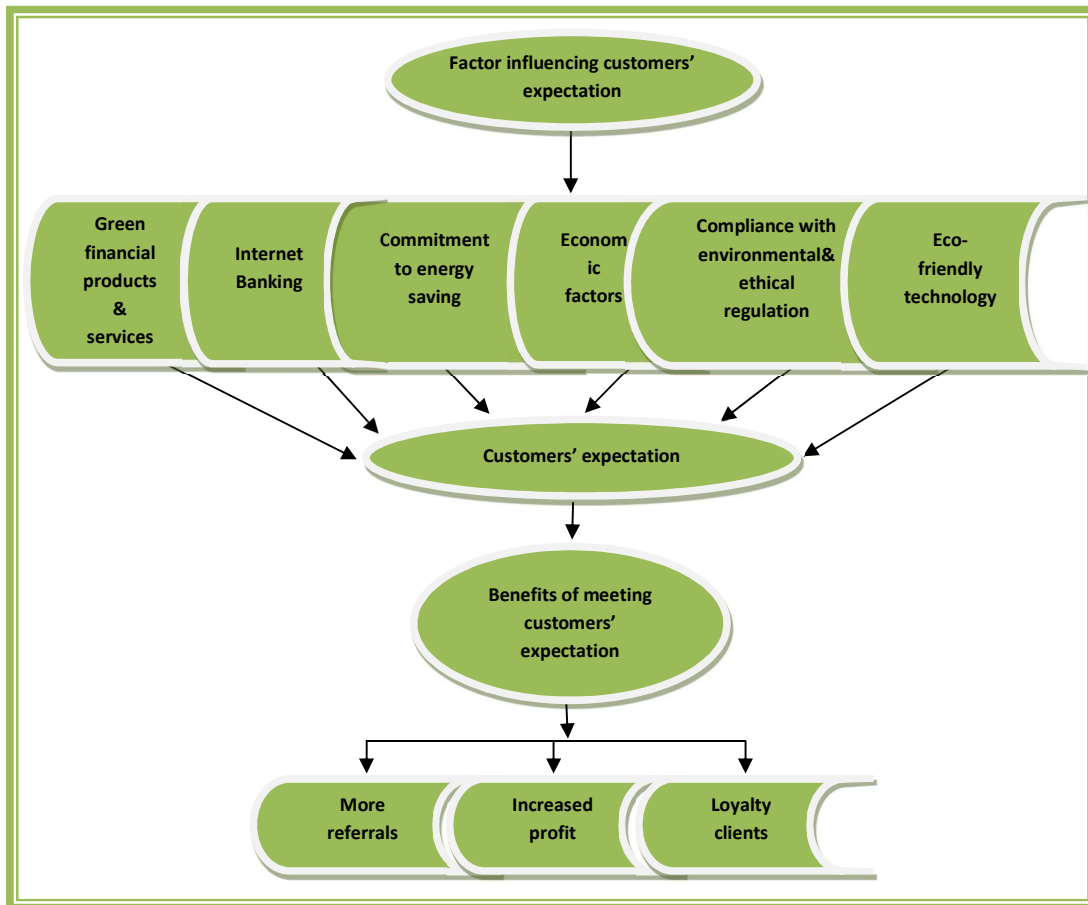 Factor influencing customers’
expectation
Green
financial
products
&
services
Internet
Banking
Commitment
to energy
saving
Econom
ic
factors
Compliance with
environmental&
ethical
regulation
Eco-
friendly
technology
Customers’ expectation
Benefits of meeting
customers’
expectation
More
referrals
Increased
profit
Loyalty
clients